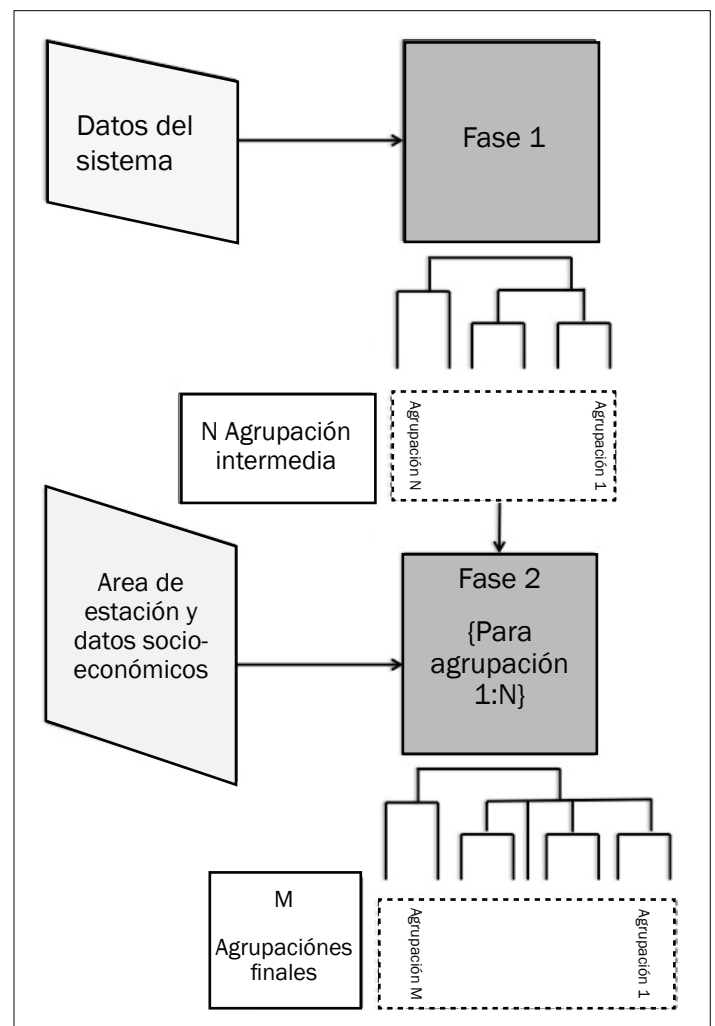 Datos del
sistema
Fase 1
N Agrupación
intermedia
Agrupación N
Agrupación 1
Area de
estación y
datos socio-
económicos
Fase 2
{Para
agrupación
1:N}
M
Agrupaciónes
finales
Agrupación M
Agrupación 1